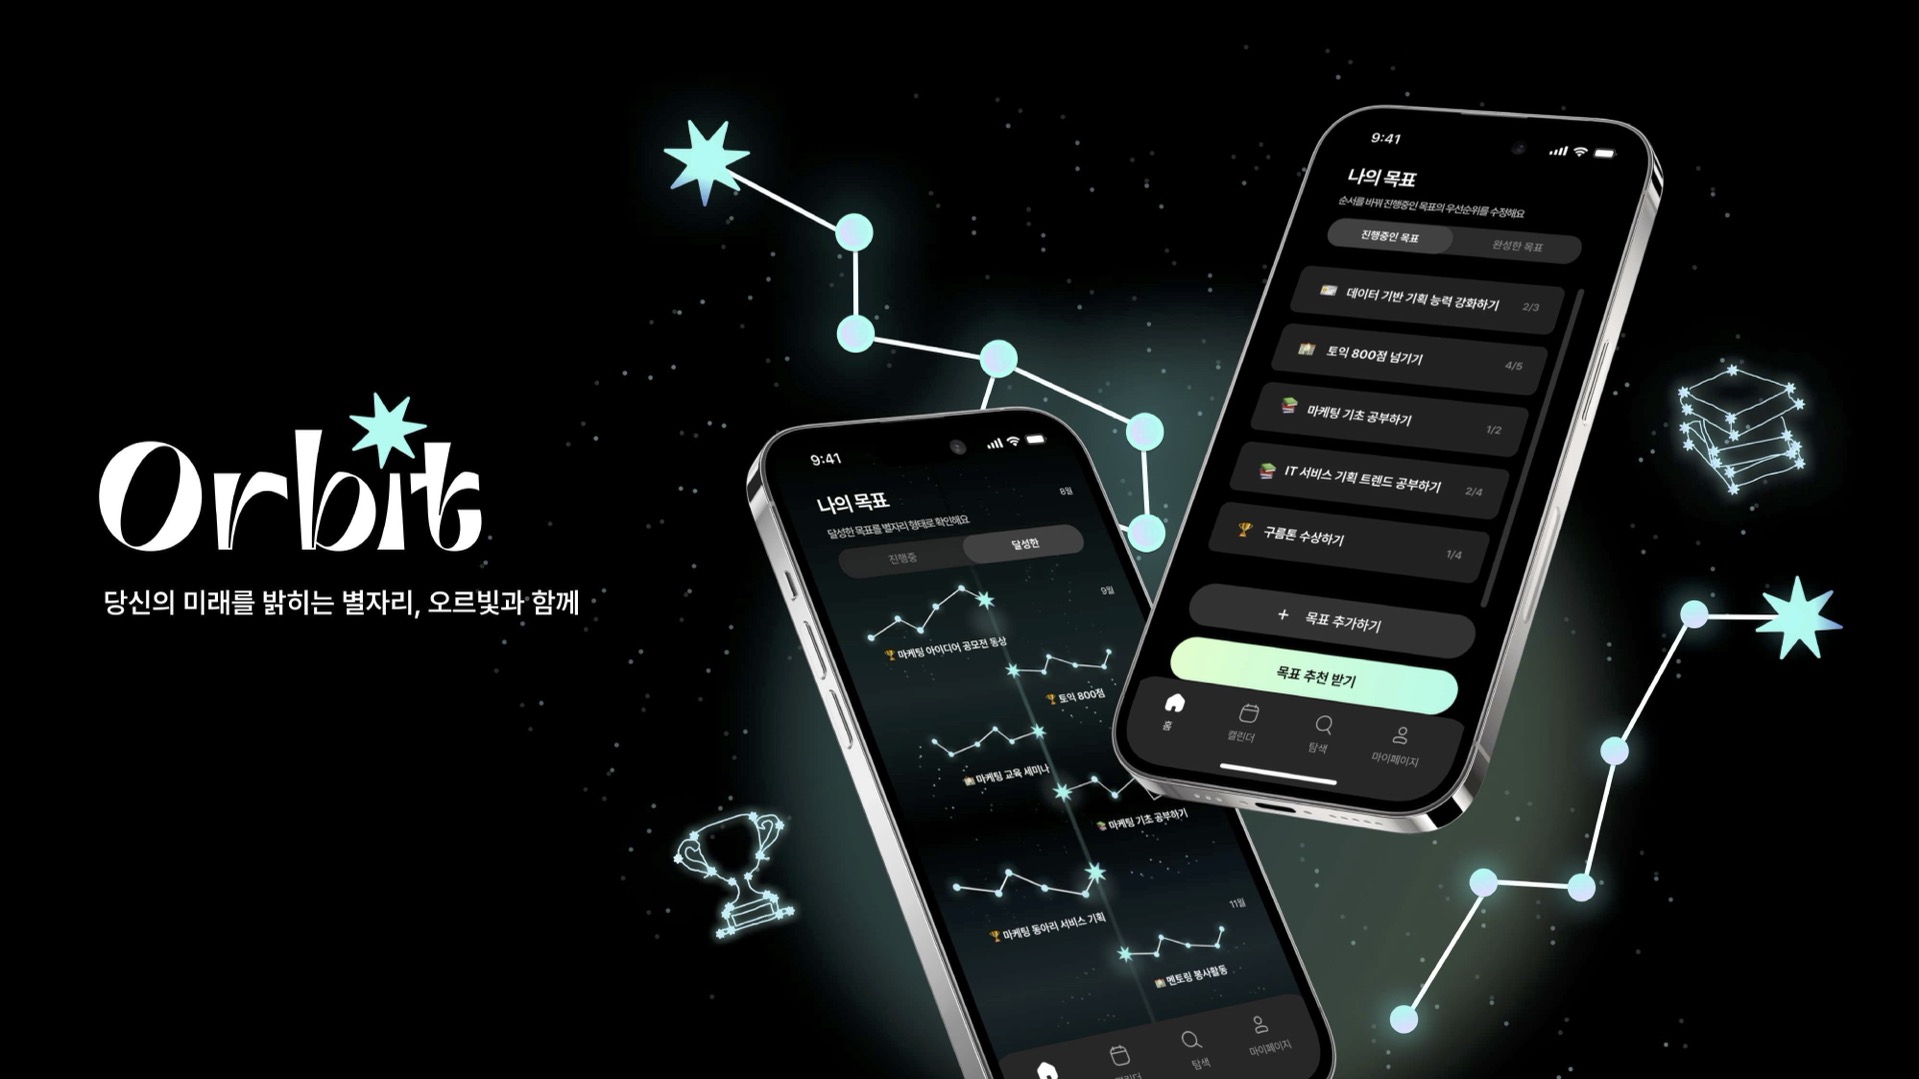 Orbit
당신의 미래를 밝히는 별자리, 오르빛과 함께
9:41
나의 목표
달성한 목표를 별자리 형태로 확인해요
8월
진행중
달성한
9월
🏆 마케팅 아이디어 공모전 동상
🏆 토익 800점
마케팅 교육 세미나
📚 마케팅 기초 공부하기
🏆 마케팅 동아리 서비스 기획
11월
멘토링 봉사활동
캘린더
탐색
마이페이지
9:41
나의 목표
순서를 바꿔 진행중인 목표의 우선순위를 수정해요
진행중인 목표
완성한 목표
데이터 기반 기획 능력 강화하기 2/3
토익 800점 넘기기 4/5
📚 마케팅 기초 공부하기 1/2
📚 IT 서비스 기획 트렌드 공부하기 2/4
🏆 구름톤 수상하기 1/4
+ 목표 추가하기
목표 추천 받기
홈
캘린더
탐색
마이페이지